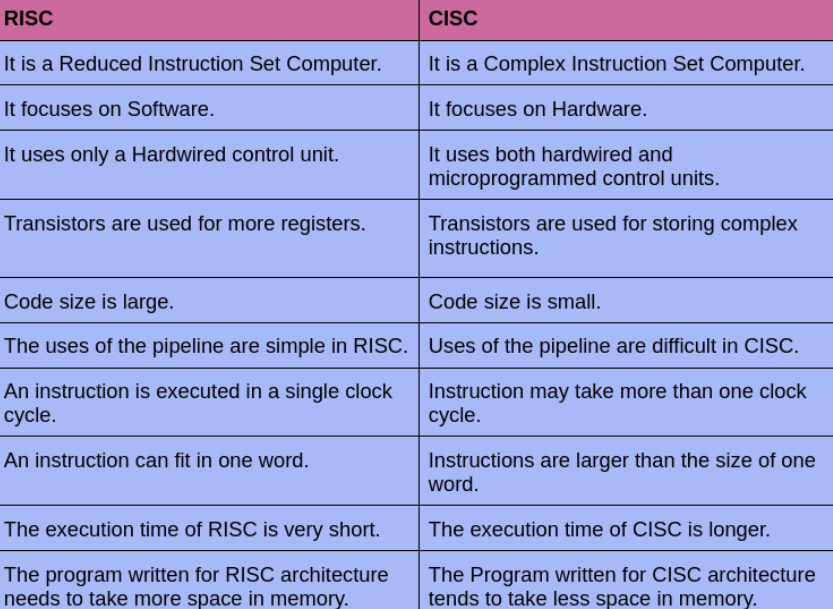 RISC
CISC
It is a Reduced Instruction Set Computer.
It is a Complex Instruction Set Computer.
It focuses on Software.
It focuses on Hardware.
It uses only a Hardwired control unit.
It uses both hardwired and
microprogrammed control units.
Transistors are used for more registers.
Transistors are used for storing complex
instructions.
Code size is large.
Code size is small.
The uses of the pipeline are simple in RISC.
Uses of the pipeline are difficult in CISC.
An instruction is executed in a single clock
cycle.
Instruction may take more than one clock
cycle.
An instruction can fit in one word.
Instructions are larger than the size of one
word.
The execution time of RISC is very short.
The execution time of CISC is longer.
The program written for RISC architecture
needs to take more space in memory.
The Program written for CISC architecture
tends to take less space in memory.